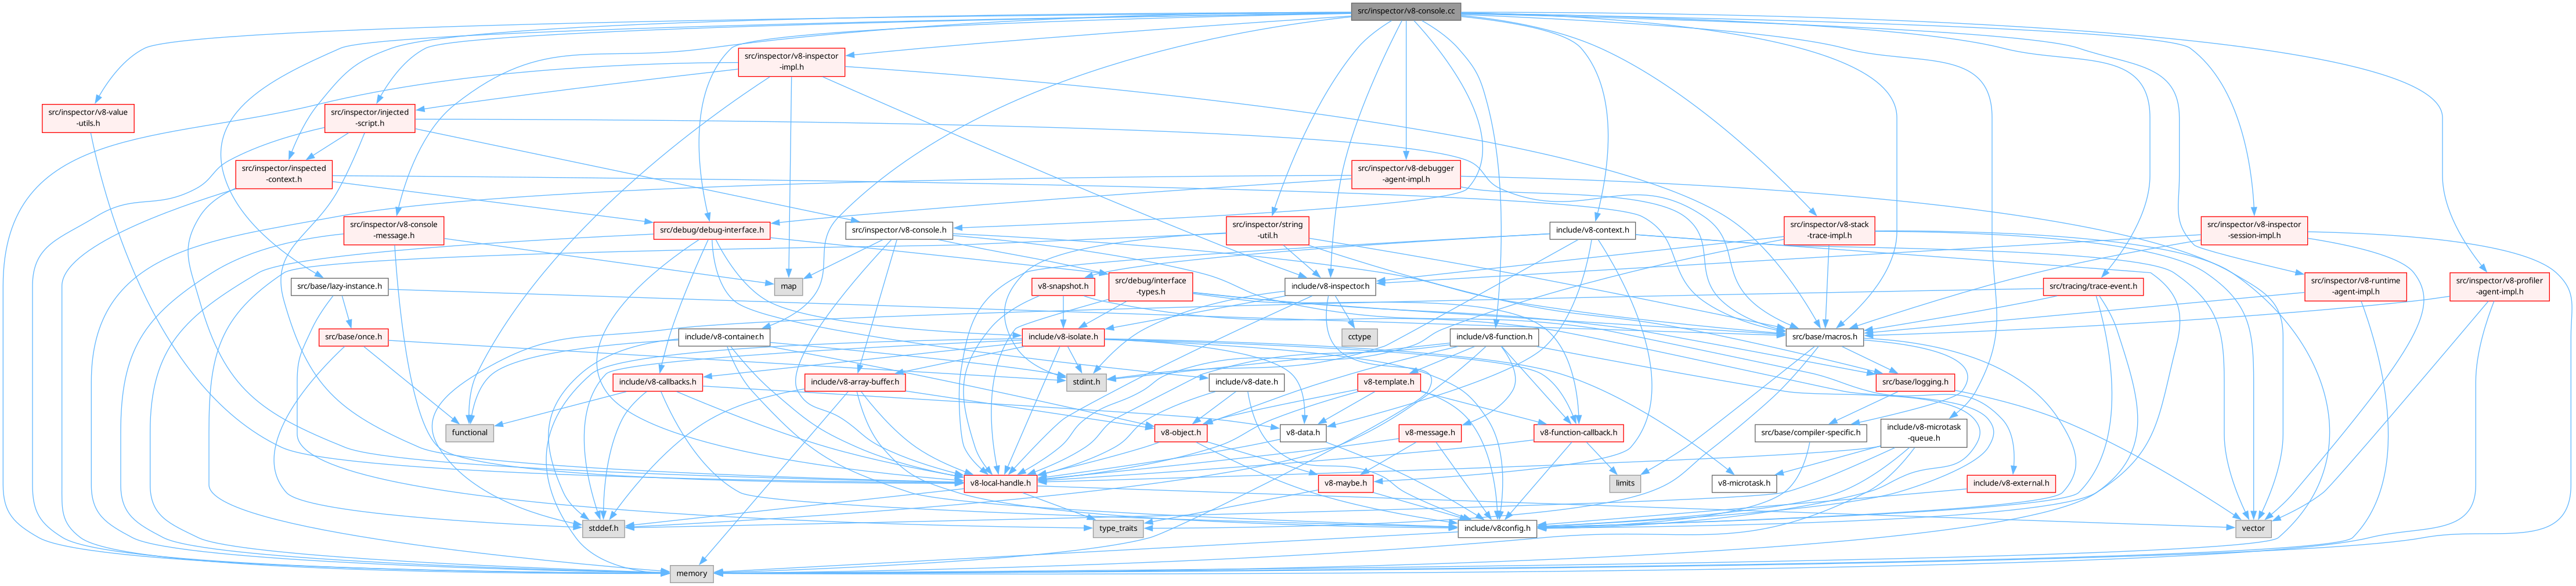 src/inspector/v8-console.cc
src/inspector/v8-inspector
-impl.h
src/inspector/v8-value
-utils.h
src/inspector/injected
-script.h
src/inspector/inspected
-context.h
src/inspector/v8-debugger
-agent-impl.h
src/inspector/v8-console
-message.h
src/debug/debug-interface.h
src/inspector/v8-console.h
src/inspector/string
-util.h
include/v8-context.h
src/inspector/v8-stack
-trace-impl.h
src/inspector/v8-inspector
-session-impl.h
src/base/lazy-instance.h
map
v8-snapshot.h
src/debug/interface
-types.h
include/v8-inspector.h
src/tracing/trace-event.h
src/inspector/v8-runtime
-agent-impl.h
src/inspector/v8-profiler
-agent-impl.h
src/base/once.h
include/v8-container.h
include/v8-isolate.h
cctype
include/v8-function.h
src/base/macros.h
include/v8-callbacks.h
include/v8-array-buffer.h
stdint.h
include/v8-date.h
v8-template.h
src/base/logging.h
functional
v8-object.h
v8-data.h
v8-message.h
v8-function-callback.h
src/base/compiler-specific.h
include/v8-microtask
-queue.h
v8-local-handle.h
v8-maybe.h
limits
v8-microtask.h
include/v8-external.h
stddef.h
type_traits
include/v8config.h
vector
memory